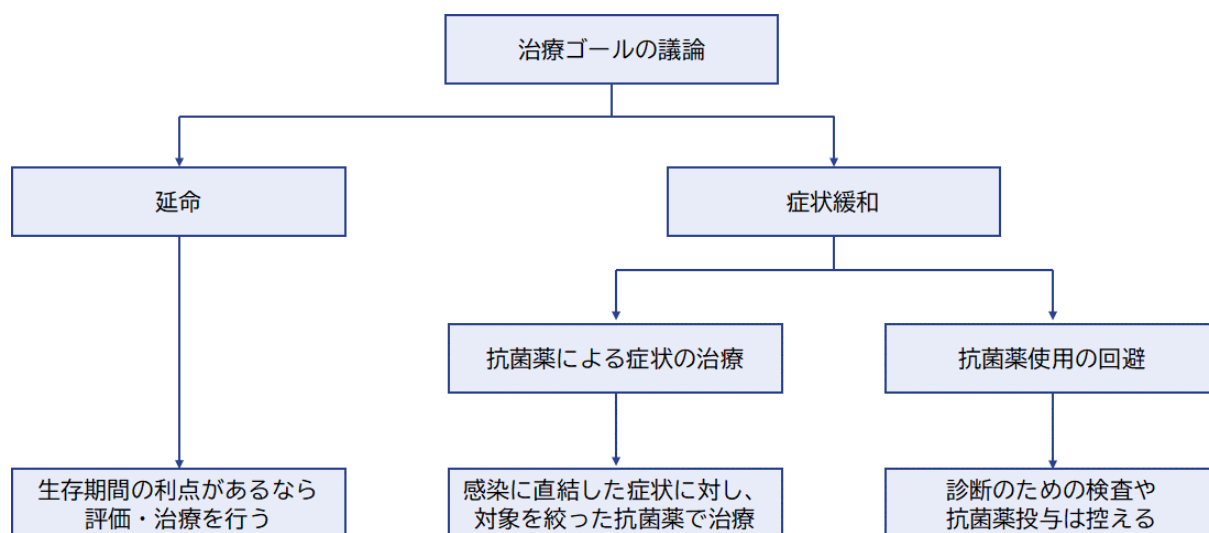 治療ゴールの議論
延命
症状緩和
抗菌薬による症状の治療
抗菌薬使用の回避
生存期間の利点があるなら
評価・治療を行う
感染に直結した症状に対し、
対象を絞った抗菌薬で治療
診断のための検査や
抗菌薬投与は控える